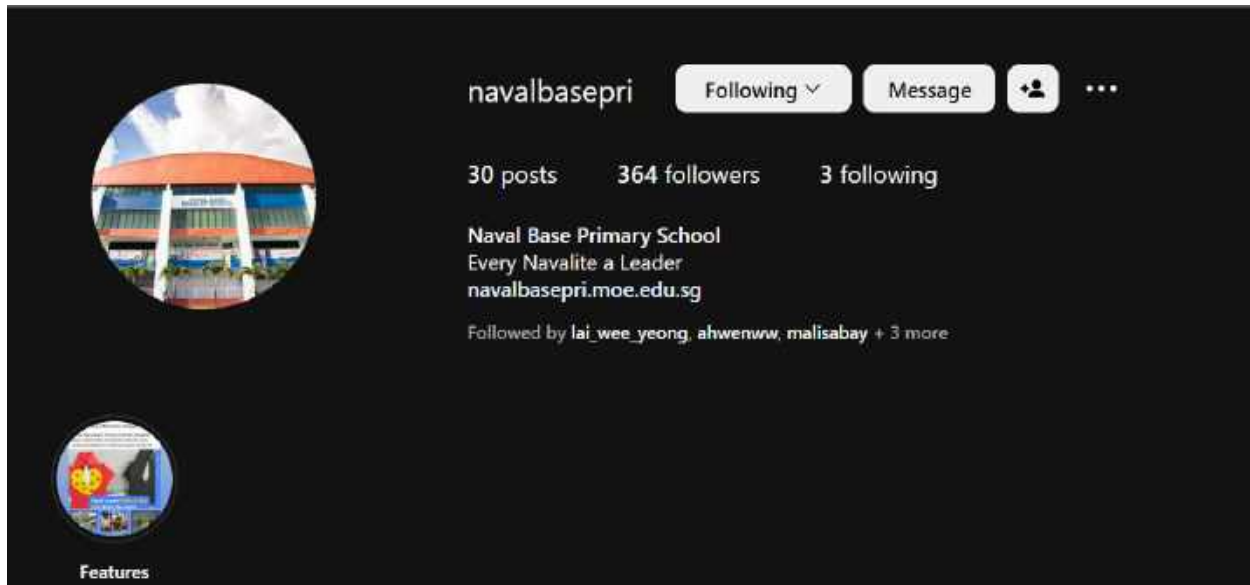 navalbasepri Following Message
30 posts 364 followers 3 following
Naval Base Primary School
Every Navalite a Leader
navalbasepri.moe.edu.sg
Followed by lai_wee_yeong, ahwenww, malisabay + 3 more
Features